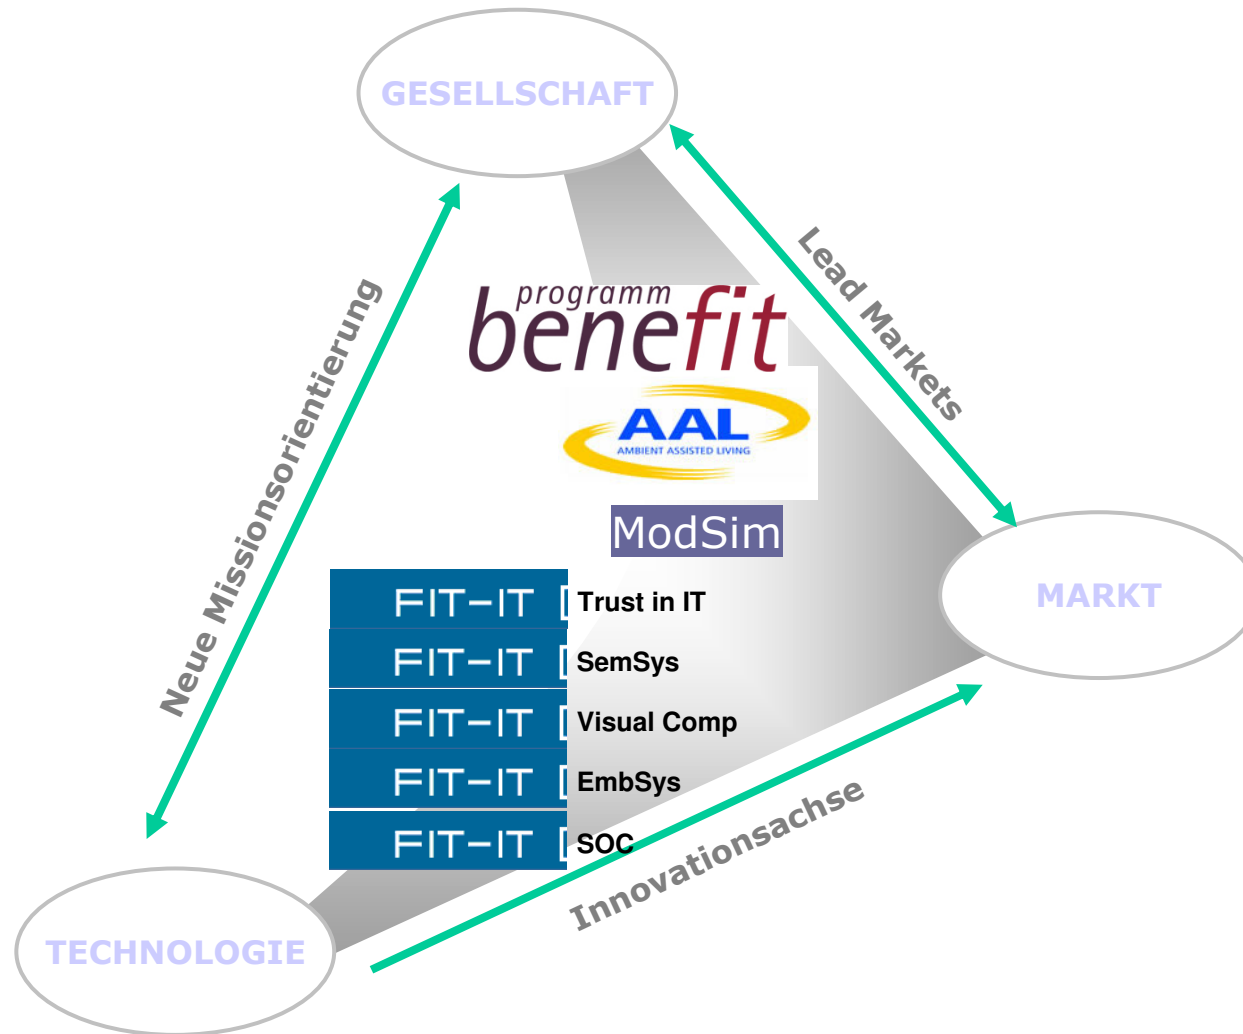 GESELLSCHAFT
Neue Missionsorientierung
Lead Markets
programm
benefit
AAL
AMBIENT ASSISTED LIVING
ModSim
FIT-IT [ Trust in IT
FIT-IT [ SemSys
FIT-IT [ Visual Comp
FIT-IT [ EmbSys
FIT-IT [ SOC
MARKT
Innovationsachse
TECHNOLOGIE